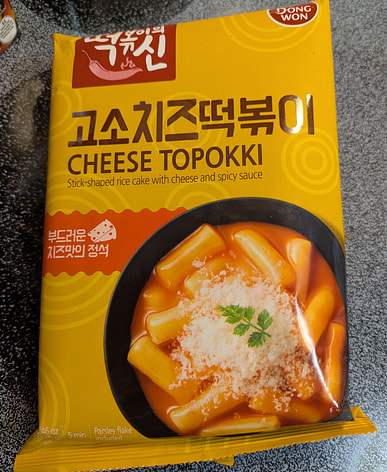 떡볶이의
신
DONG
WON
고소치즈떡볶이
CHEESE TOPOKKI
Stick-shaped rice cake with cheese and spicy sauce
부드러운
치즈맛의 정석
46 oz
5 min
Parsley flake
included